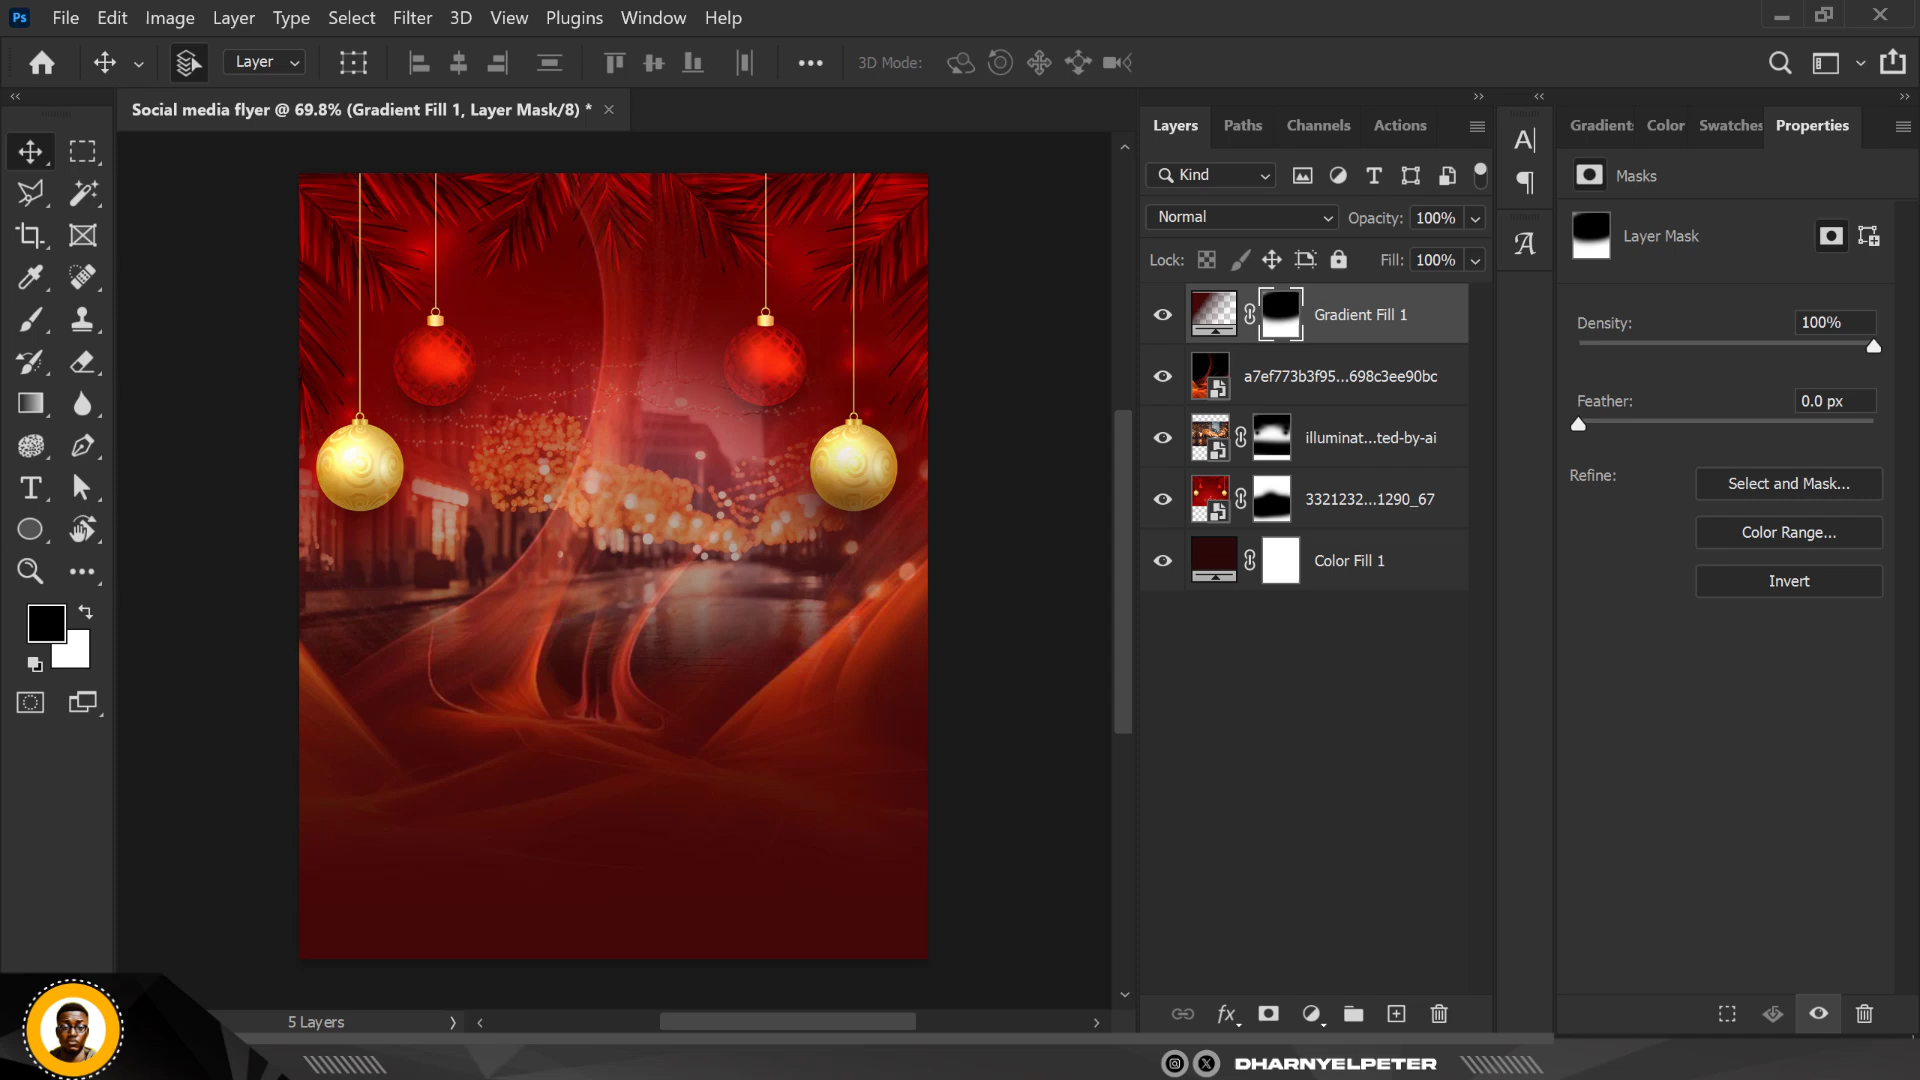 Ps File Edit Image Layer Type Select Filter 3D View Plugins Window Help
Layer 3D Mode:
Social media flyer @ 69.8% (Gradient Fill 1, Layer Mask/8) *
Layers Paths Channels Actions
Kind
Normal Opacity: 100%
Lock: Fill: 100%
Gradient Fill 1
a7ef773b3f95...698c3ee90bc
illuminat...ted-by-ai
3321232...1290_67
Color Fill 1
fx
Gradient Color Swatches Properties
Masks
Layer Mask
Density: 100%
Feather: 0.0 px
Refine: Select and Mask...
Color Range...
Invert
5 Layers
DHARNYELPETER